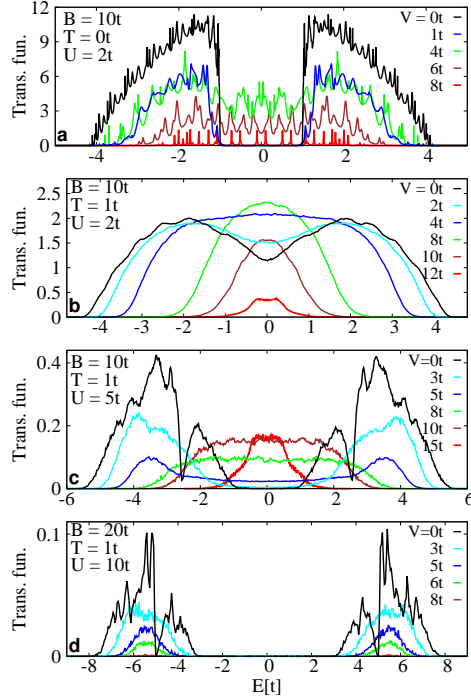 12
9
6
3
0
Trans. fun.
B = 10t
T = 0t
U = 2t
V = 0t
1t
4t
6t
8t
a
-4 -2 0 2 4
2.5
2
1.5
1
0.5
0
Trans. fun.
B = 10t
T = 1t
U = 2t
V = 0t
2t
4t
8t
10t
12t
b
-4 -3 -2 -1 0 1 2 3 4
0.4
0.2
0
Trans. fun.
B = 10t
T = 1t
U = 5t
V=0t
3t
5t
8t
10t
15t
c
-6 -4 -2 0 2 4 6
0.1
0
Trans. fun.
B = 20t
T = 1t
U = 10t
V=0t
3t
5t
6t
8t
d
-8 -6 -4 -2 0 2 4 6 8
E[t]